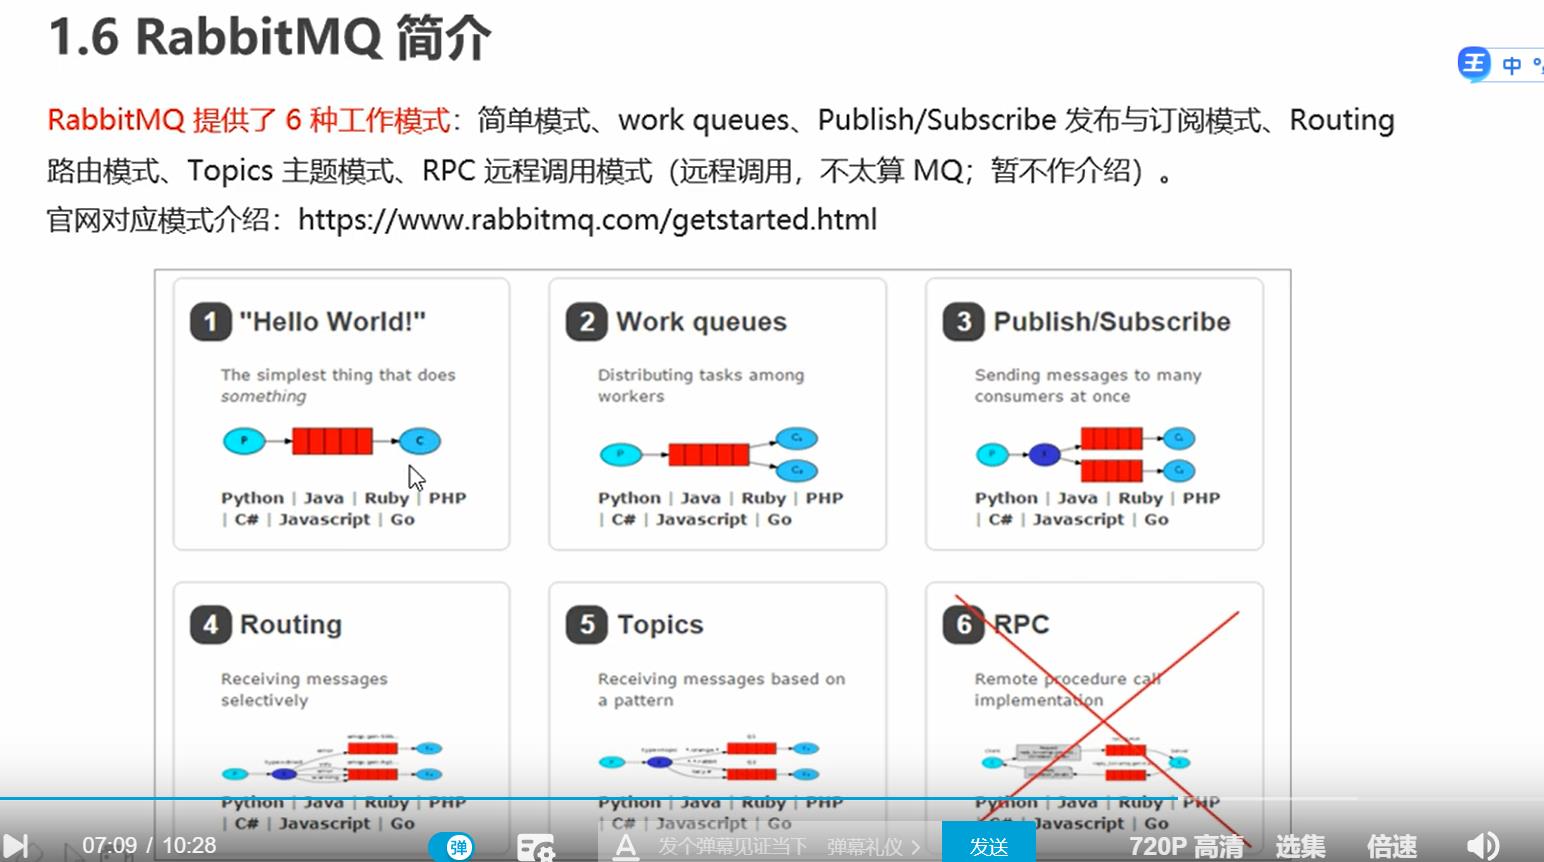 1.6 RabbitMQ 简介
王 中
RabbitMQ 提供了 6 种工作模式：简单模式、work queues、Publish/Subscribe 发布与订阅模式、Routing
路由模式、Topics 主题模式、RPC 远程调用模式（远程调用，不太算 MQ；暂不作介绍）。
官网对应模式介绍：https://www.rabbitmq.com/getstarted.html
1 "Hello World!"
The simplest thing that does
something
P C
Python | Java | Ruby | PHP
| C# | Javascript | Go
2 Work queues
Distributing tasks among
workers
P C₁
C₂
Python | Java | Ruby | PHP
| C# | Javascript | Go
3 Publish/Subscribe
Sending messages to many
consumers at once
P X
Python | Java | Ruby | PHP
| C# | Javascript | Go
4 Routing
Receiving messages
selectively
error
Python | Java | Ruby | PHP
| C# | Javascript | Go
5 Topics
Receiving messages based on
a pattern
Python | Java | Ruby | PHP
| C# | Javascript | Go
6 RPC
Remote procedure call
implementation
Python | Java | Ruby | PHP
| C# | Javascript | Go
07:09 / 10:28
弹
A 发个弹幕见证当下 弹幕礼仪 >
发送
720P 高清 选集 倍速